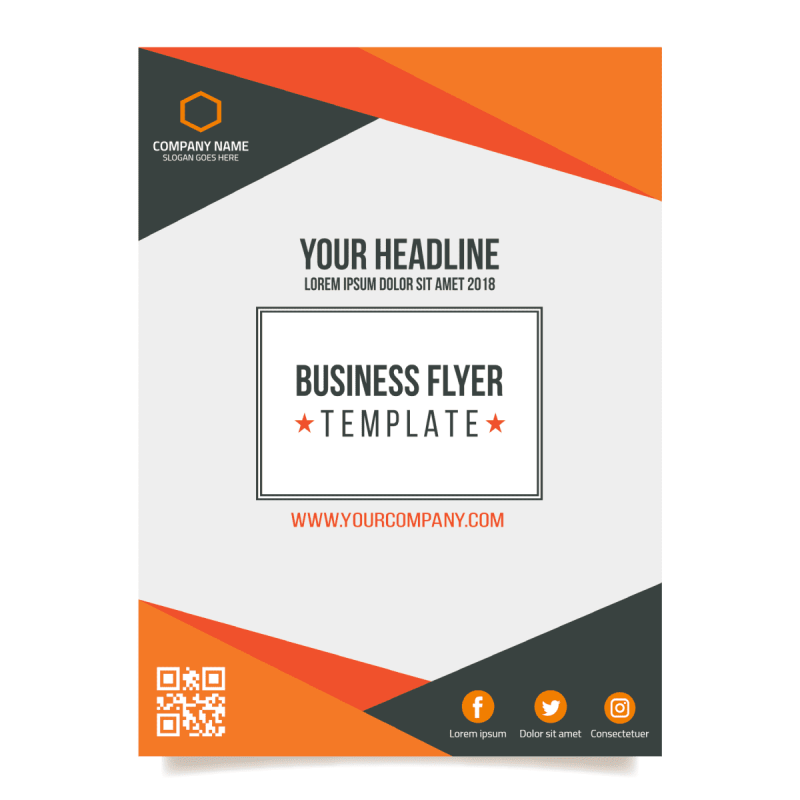 COMPANY NAME
SLOGAN GOES HERE
YOUR HEADLINE
LOREM IPSUM DOLOR SIT AMET 2018
BUSINESS FLYER
TEMPLATE
WWW.YOURCOMPANY.COM
Lorem ipsum
Dolor sit amet
Consectetuer